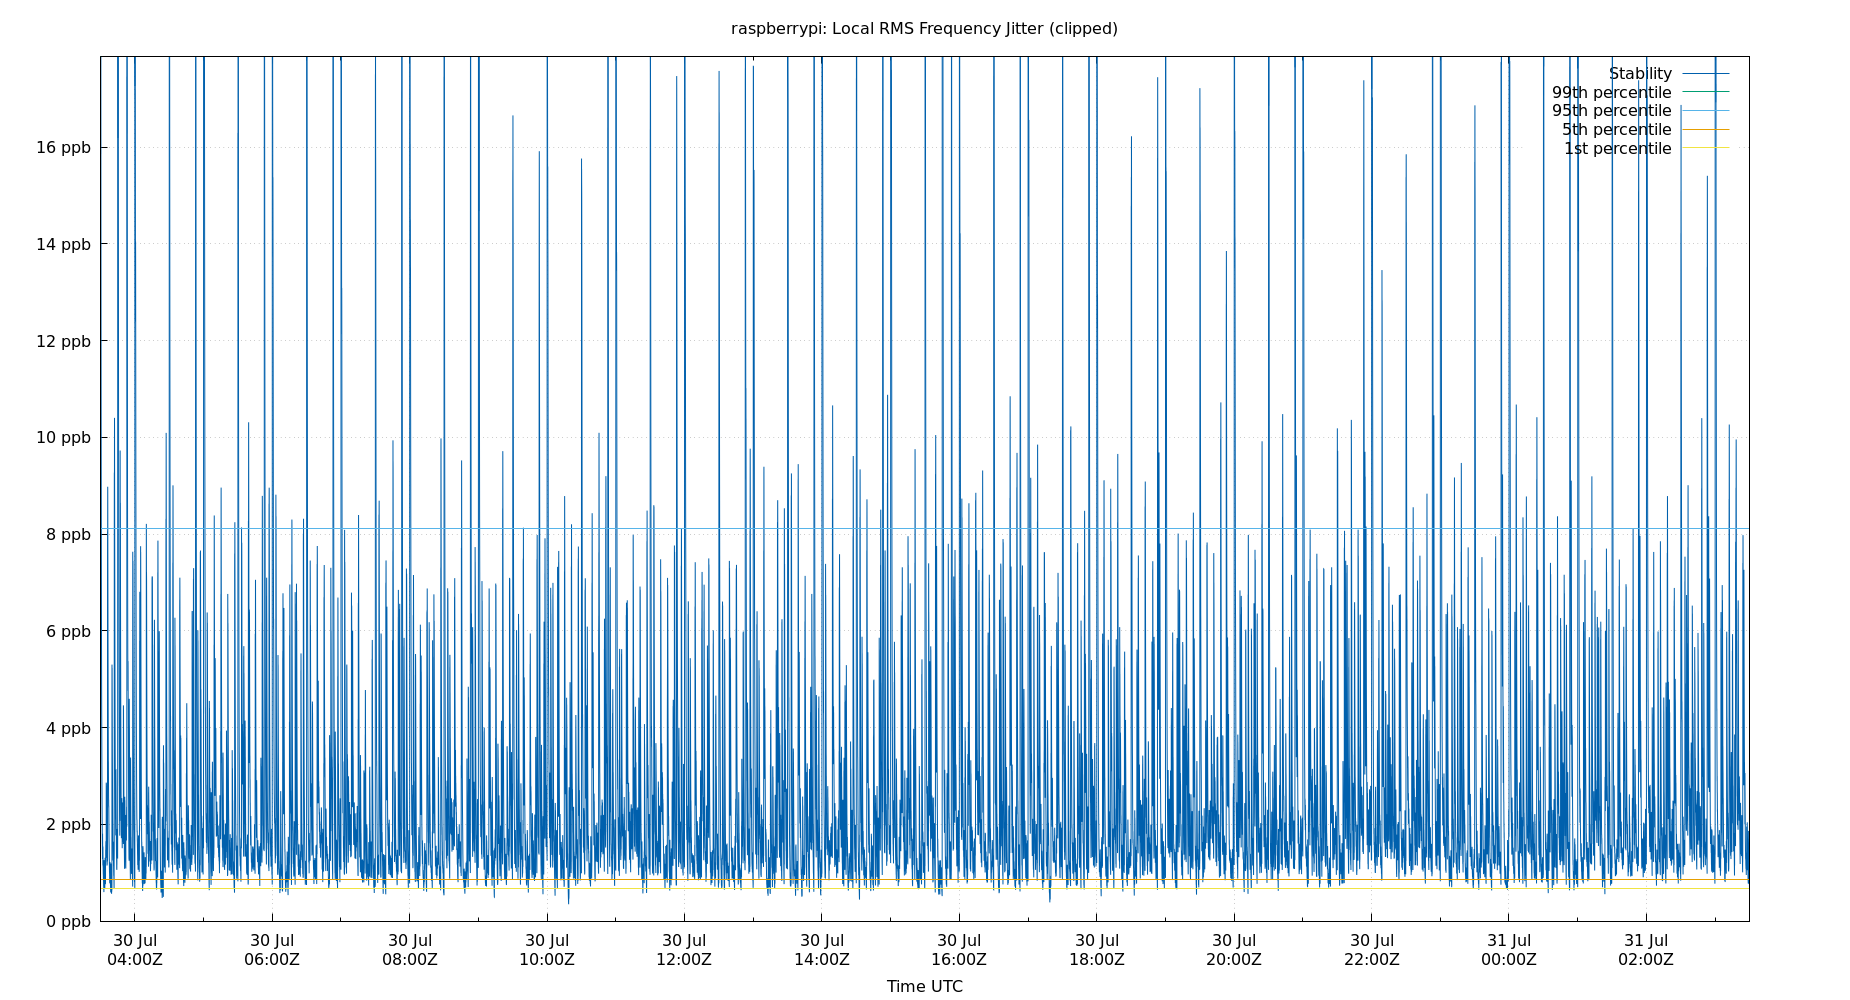 raspberrypi: Local RMS Frequency Jitter (clipped)
Stability
99th percentile
95th percentile
5th percentile
1st percentile
16 ppb
14 ppb
12 ppb
10 ppb
8 ppb
6 ppb
4 ppb
2 ppb
0 ppb
30 Jul 30 Jul 30 Jul 30 Jul 30 Jul 30 Jul 30 Jul 30 Jul 30 Jul 30 Jul 31 Jul 31 Jul
04:00Z 06:00Z 08:00Z 10:00Z 12:00Z 14:00Z 16:00Z 18:00Z 20:00Z 22:00Z 00:00Z 02:00Z
Time UTC